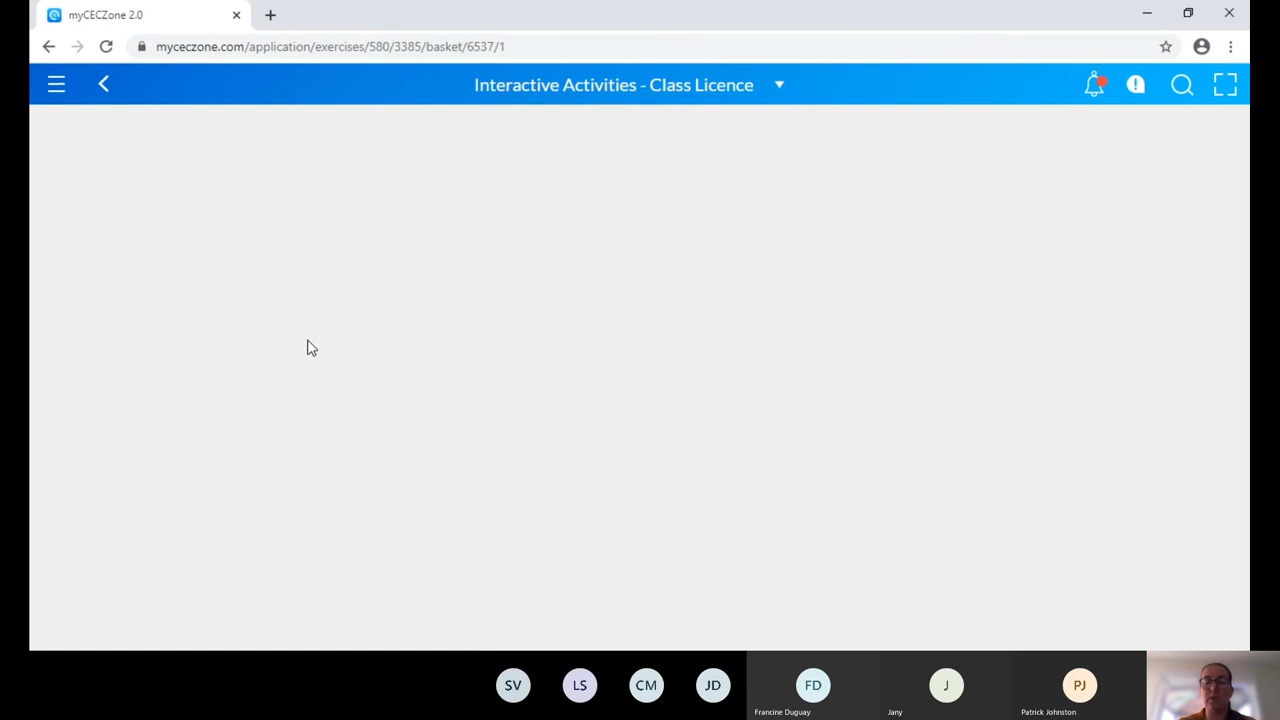 myCECZone 2.0
myceczone.com/application/exercises/580/3385/basket/6537/1
Interactive Activities - Class Licence
SV
LS
CM
JD
FD
J
PJ
Francine Duguay
Jany
Patrick Johnston